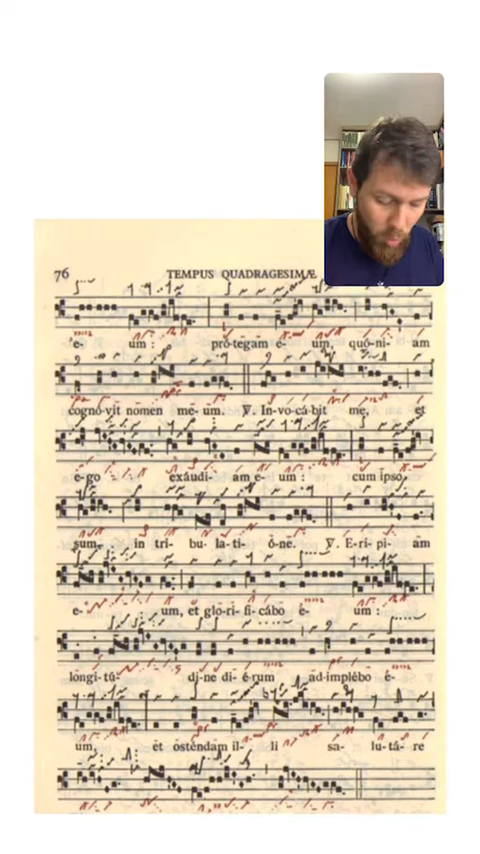 76 TEMPUS QUADRAGESIMÆ
e- um : pró-tegam e- um, quó-ni- am
cognó-vit nomen me-um. ℣. In-vo-cá-bit me, et
e-go exáudi- am e- um : cum ipso
sum, in tri- bu- la-ti- ó-ne. ℣. E-rí-pi- am
e- um, et glo-ri- fi-cábo e- um :
longi-tú- di-ne di- érum ad-implébo é-
um, et osténdam il- li sa- lu-tá- re